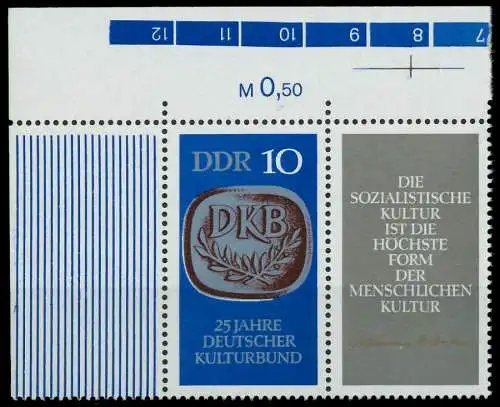 12 11 10 9 8 7
M 0,50
DDR 10
DKB
25 JAHRE
DEUTSCHER
KULTURBUND
DIE
SOZIALISTISCHE
KULTUR
IST DIE
HÖCHSTE
FORM
DER
MENSCHLICHEN
KULTUR